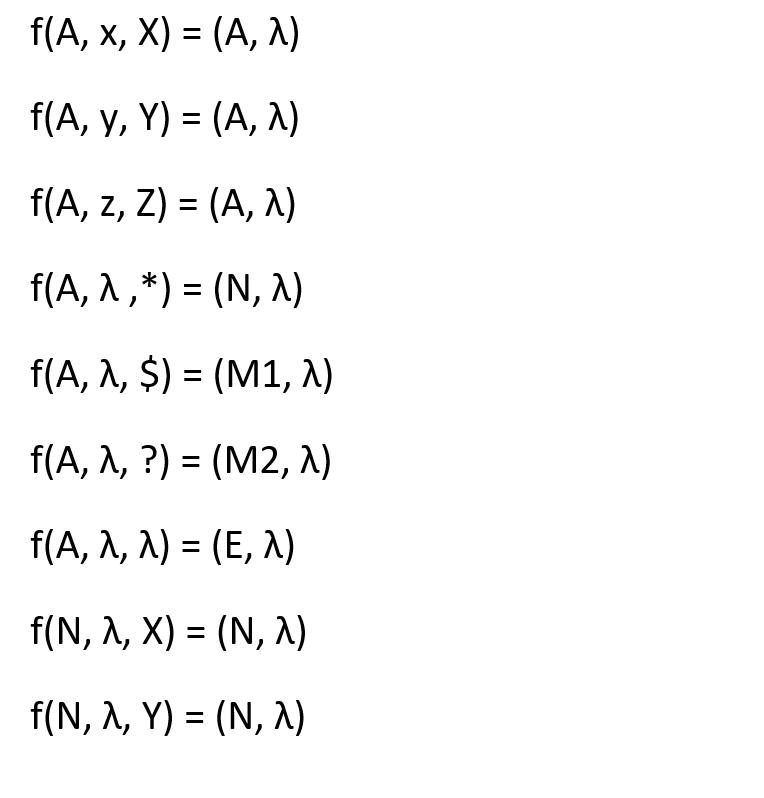 f(A, x, X) = (A, λ)
f(A, y, Y) = (A, λ)
f(A, z, Z) = (A, λ)
f(A, λ ,*) = (N, λ)
f(A, λ, $) = (M1, λ)
f(A, λ, ?) = (M2, λ)
f(A, λ, λ) = (E, λ)
f(N, λ, X) = (N, λ)
f(N, λ, Y) = (N, λ)